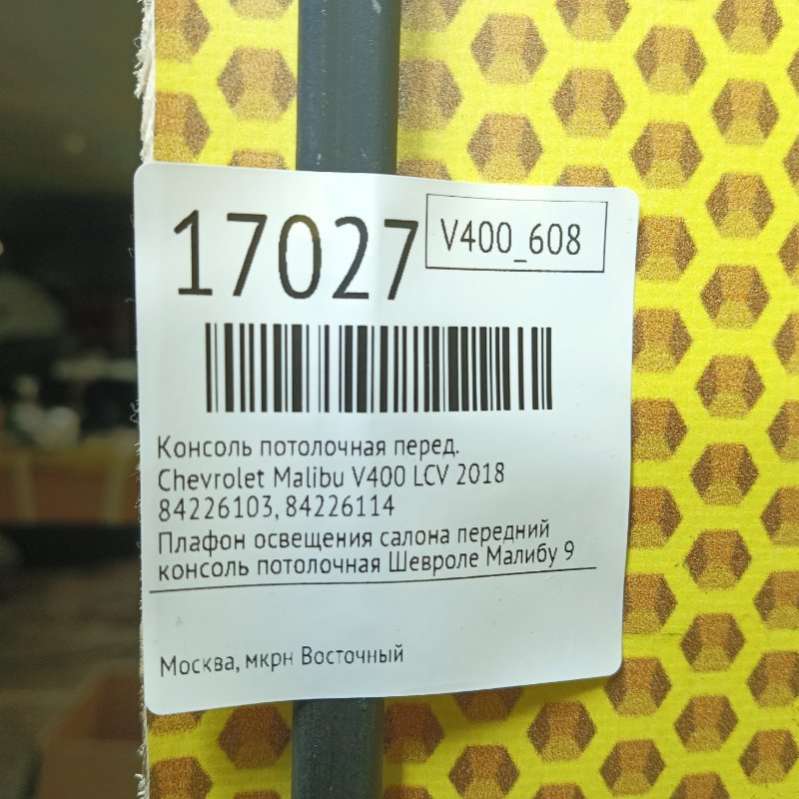 17027
V400_608
Консоль потолочная перед.
Chevrolet Malibu V400 LCV 2018
84226103, 84226114
Плафон освещения салона передний
консоль потолочная Шевроле Малибу 9
Москва, мкрн Восточный